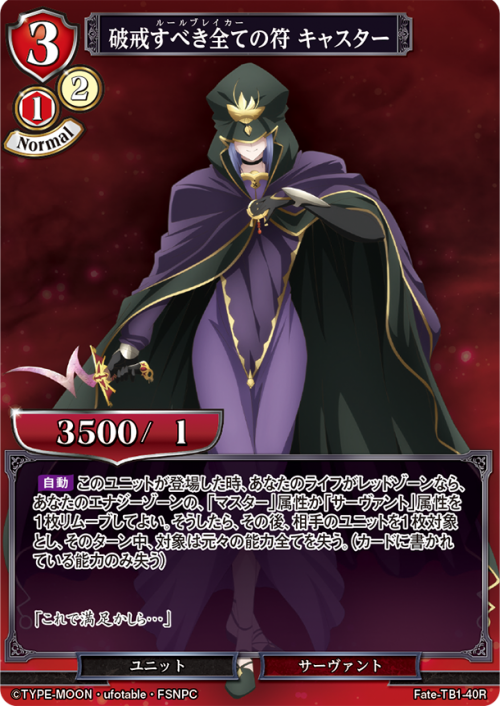 ルールブレイカー
破戒すべき全ての符 キャスター
3
1
2
Normal
3500/ 1
自動 このユニットが登場した時、あなたのライフがレッドゾーンなら、
あなたのエナジーゾーンの、「マスター」属性か「サーヴァント」属性を
1枚リムーブしてよい。そうしたら、その後、相手のユニットを1枚対象
とし、そのターン中、対象は元々の能力全てを失う。(カードに書かれ
ている能力のみ失う)
『これで満足かしら…』
ユニット
サーヴァント
©TYPE-MOON・ufotable・FSNPC
Fate-TB1-40R